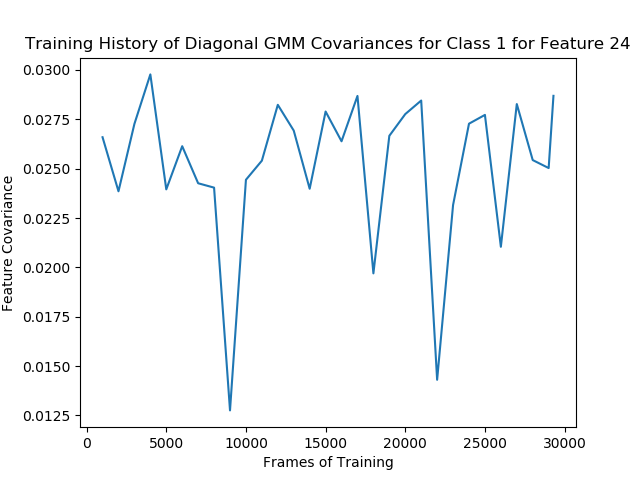 Training History of Diagonal GMM Covariances for Class 1 for Feature 24
Feature Covariance
0.0300
0.0275
0.0250
0.0225
0.0200
0.0175
0.0150
0.0125
0 5000 10000 15000 20000 25000 30000
Frames of Training